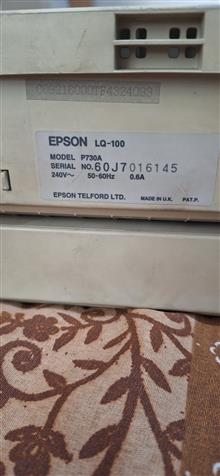 C09216000TF4324099
EPSON LQ-100
MODEL P730A
SERIAL NO. 60J7016145
240V~ 50-60Hz 0.6A
EPSON TELFORD LTD. MADE IN U.K. PAT.P.